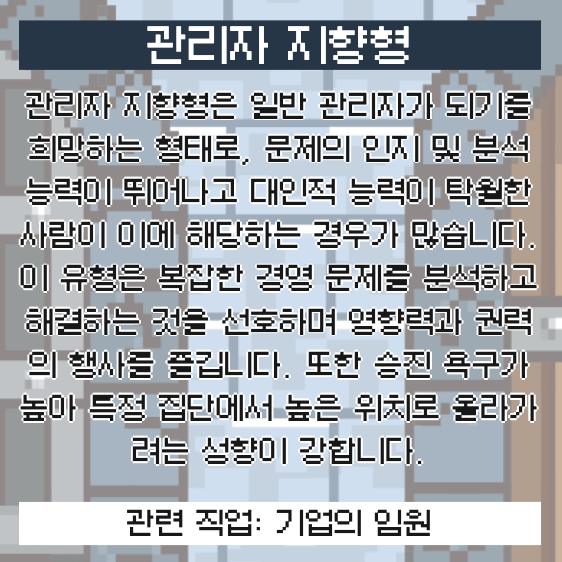 관리자 지향형
관리자 지향형은 일반 관리자가 되기를
희망하는 형태로, 문제의 인지 및 분석
능력이 뛰어나고 대인적 능력이 탁월한
사람이 이에 해당하는 경우가 많습니다.
이 유형은 복잡한 경영 문제를 분석하고
해결하는 것을 선호하며 영향력과 권력
의 행사를 즐깁니다. 또한 승진 욕구가
높아 특정 집단에서 높은 위치로 올라가
려는 성향이 강합니다.
관련 직업: 기업의 임원